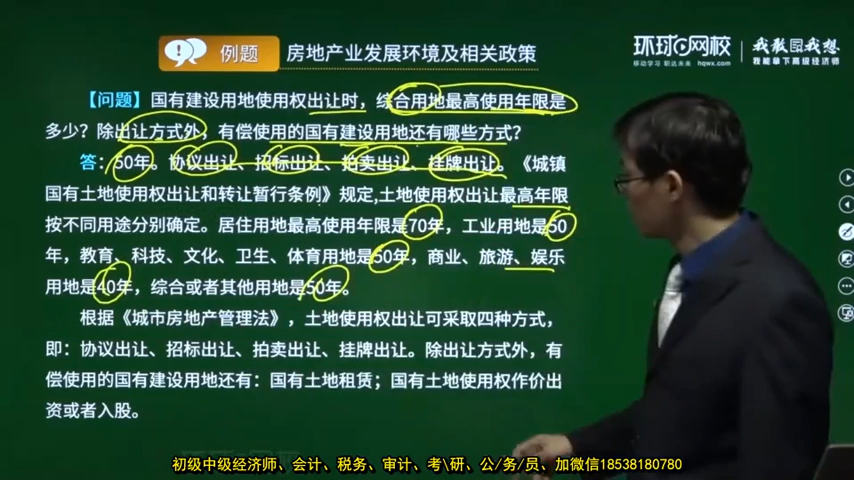 例题 房地产业发展环境及相关政策
环球网校
移动学习 职达未来 hqwx.com
我敢因我想
我能拿下高级经济师
【问题】国有建设用地使用权出让时，综合用地最高使用年限是
多少？除出让方式外，有偿使用的国有建设用地还有哪些方式？
答：50年。协议出让、招标出让、拍卖出让、挂牌出让。《城镇
国有土地使用权出让和转让暂行条例》规定,土地使用权出让最高年限
按不同用途分别确定。居住用地最高使用年限是70年，工业用地是50
年，教育、科技、文化、卫生、体育用地是50年，商业、旅游、娱乐
用地是40年，综合或者其他用地是50年。
根据《城市房地产管理法》，土地使用权出让可采取四种方式，
即：协议出让、招标出让、拍卖出让、挂牌出让。除出让方式外，有
偿使用的国有建设用地还有：国有土地租赁；国有土地使用权作价出
资或者入股。
初级中级经济师、会计、税务、审计、考\研、公/务/员、加微信18538180780